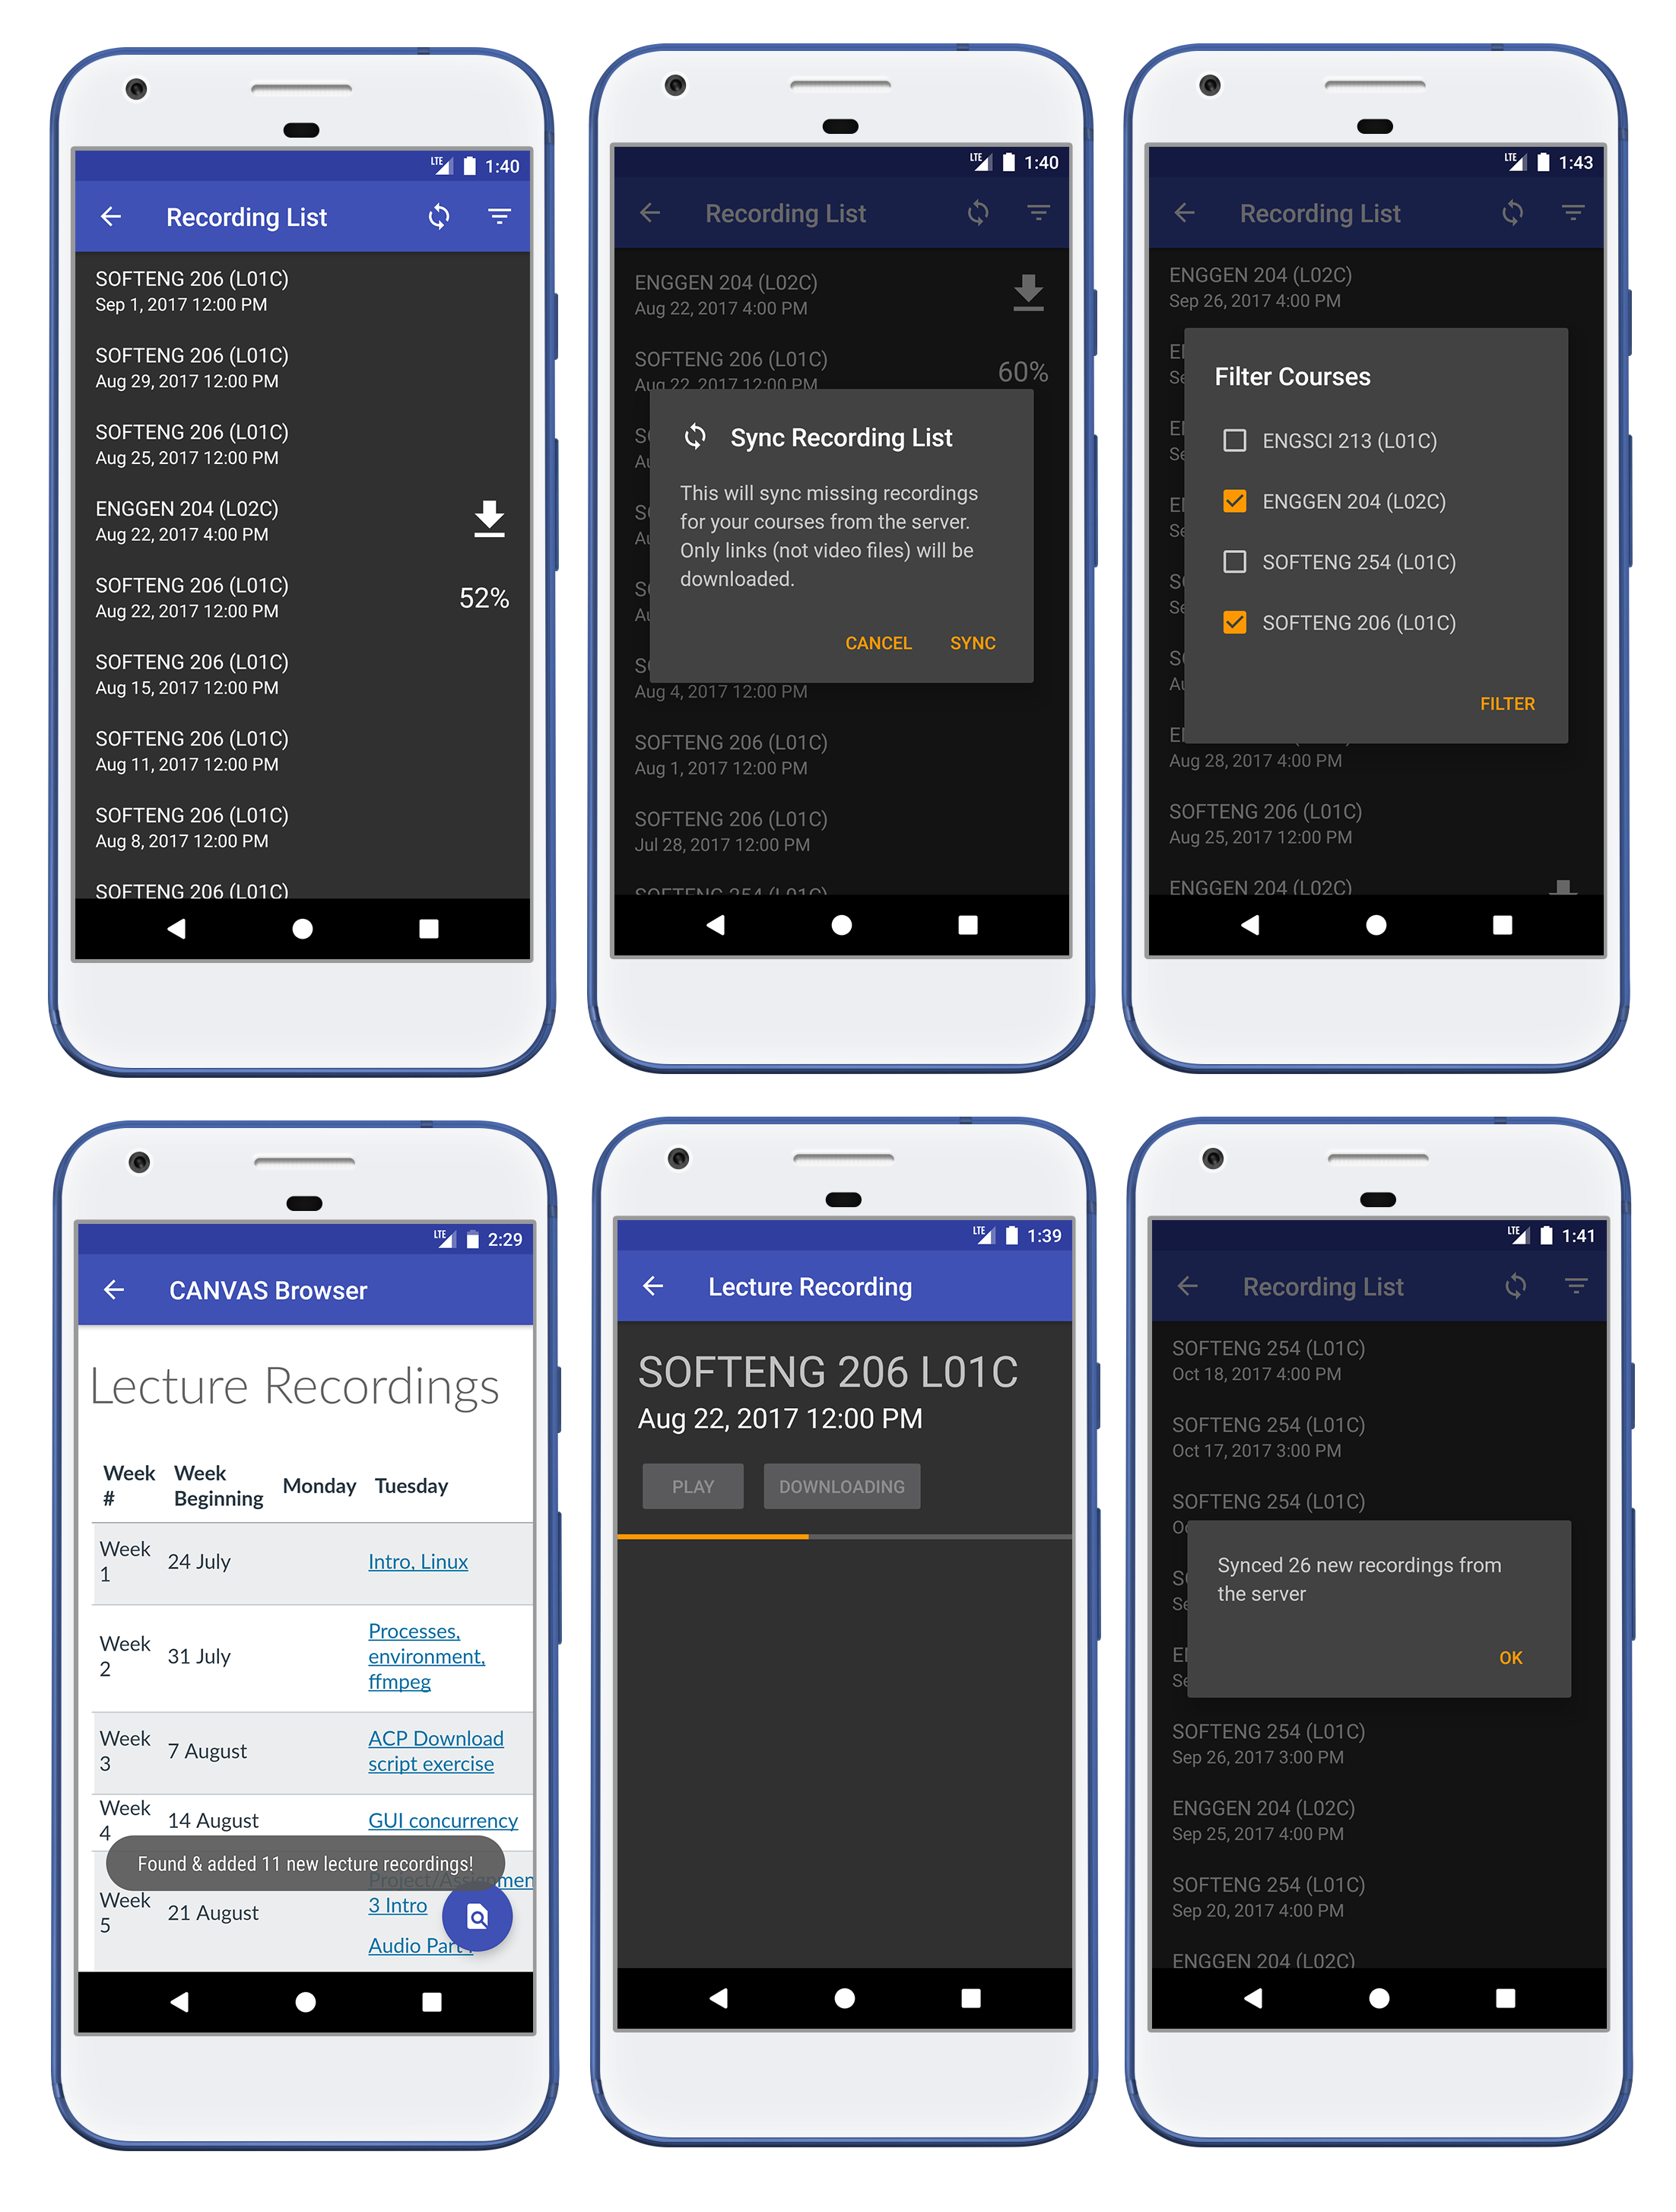 LTE 1:40
Recording List
SOFTENG 206 (L01C)
Sep 1, 2017 12:00 PM
SOFTENG 206 (L01C)
Aug 29, 2017 12:00 PM
SOFTENG 206 (L01C)
Aug 25, 2017 12:00 PM
ENGGEN 204 (L02C)
Aug 22, 2017 4:00 PM
SOFTENG 206 (L01C)
Aug 22, 2017 12:00 PM
52%
SOFTENG 206 (L01C)
Aug 15, 2017 12:00 PM
SOFTENG 206 (L01C)
Aug 11, 2017 12:00 PM
SOFTENG 206 (L01C)
Aug 8, 2017 12:00 PM
SOFTENG 206 (L01C)
LTE 1:40
Recording List
ENGGEN 204 (L02C)
Aug 22, 2017 4:00 PM
SOFTENG 206 (L01C)
Aug 22, 2017 12:00 PM
60%
Sync Recording List
This will sync missing recordings
for your courses from the server.
Only links (not video files) will be
downloaded.
CANCEL SYNC
Aug 4, 2017 12:00 PM
SOFTENG 206 (L01C)
Aug 1, 2017 12:00 PM
SOFTENG 206 (L01C)
Jul 28, 2017 12:00 PM
SOFTENG 254 (L01C)
LTE 1:43
Recording List
ENGGEN 204 (L02C)
Sep 26, 2017 4:00 PM
Filter Courses
ENGSCI 213 (L01C)
ENGGEN 204 (L02C)
SOFTENG 254 (L01C)
SOFTENG 206 (L01C)
FILTER
Aug 28, 2017 4:00 PM
SOFTENG 206 (L01C)
Aug 25, 2017 12:00 PM
ENGGEN 204 (L02C)
LTE 2:29
CANVAS Browser
Lecture Recordings
Week # Week Beginning Monday Tuesday
Week 1 24 July Intro, Linux
Week 2 31 July Processes,
environment,
ffmpeg
Week 3 7 August ACP Download
script exercise
Week 4 14 August GUI concurrency
Found & added 11 new lecture recordings!
Project/Assignmen
Week 5 21 August 3 Intro
Audio Part
LTE 1:39
Lecture Recording
SOFTENG 206 L01C
Aug 22, 2017 12:00 PM
PLAY DOWNLOADING
LTE 1:41
Recording List
SOFTENG 254 (L01C)
Oct 18, 2017 4:00 PM
SOFTENG 254 (L01C)
Oct 17, 2017 3:00 PM
SOFTENG 254 (L01C)
Synced 26 new recordings from
the server
OK
SOFTENG 254 (L01C)
Sep 26, 2017 3:00 PM
ENGGEN 204 (L02C)
Sep 25, 2017 4:00 PM
SOFTENG 254 (L01C)
Sep 20, 2017 4:00 PM
ENGGEN 204 (L02C)